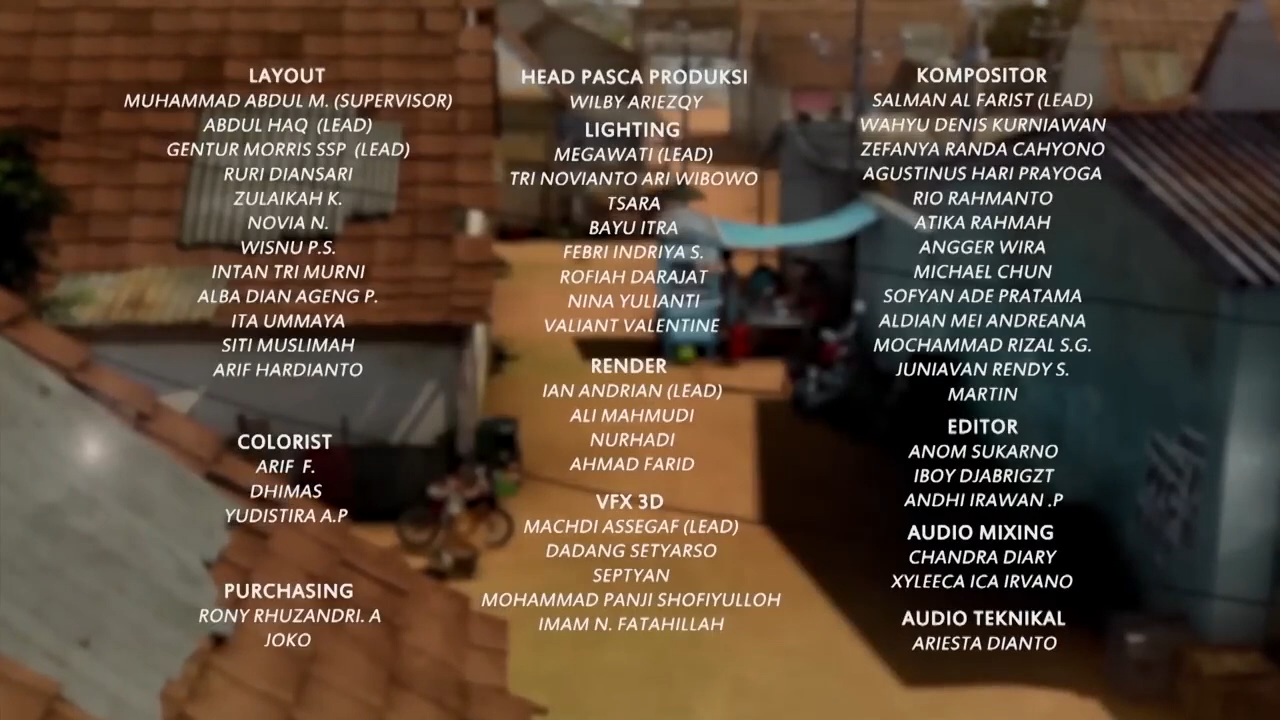 LAYOUT
MUHAMMAD ABDUL M. (SUPERVISOR)
ABDUL HAQ (LEAD)
GENTUR MORRIS SSP (LEAD)
RURI DIANSARI
ZULAIKAH K.
NOVIA N.
WISNU P.S.
INTAN TRI MURNI
ALBA DIAN AGENG P.
ITA UMMAYA
SITI MUSLIMAH
ARIF HARDIANTO
COLORIST
ARIF F.
DHIMAS
YUDISTIRA A.P
PURCHASING
RONY RHUZANDRI. A
JOKO
HEAD PASCA PRODUKSI
WILBY ARIEZQY
LIGHTING
MEGAWATI (LEAD)
TRI NOVIANTO ARI WIBOWO
TSARA
BAYU ITRA
FEBRI INDRIYA S.
ROFIAH DARAJAT
NINA YULIANTI
VALIANT VALENTINE
RENDER
IAN ANDRIAN (LEAD)
ALI MAHMUDI
NURHADI
AHMAD FARID
VFX 3D
MACHDI ASSEGAF (LEAD)
DADANG SETYARSO
SEPTYAN
MOHAMMAD PANJI SHOFIYULLOH
IMAM N. FATAHILLAH
KOMPOSITOR
SALMAN AL FARIST (LEAD)
WAHYU DENIS KURNIAWAN
ZEFANYA RANDA CAHYONO
AGUSTINUS HARI PRAYOGA
RIO RAHMANTO
ATIKA RAHMAH
ANGGER WIRA
MICHAEL CHUN
SOFYAN ADE PRATAMA
ALDIAN MEI ANDREANA
MOCHAMMAD RIZAL S.G.
JUNIAVAN RENDY S.
MARTIN
EDITOR
ANOM SUKARNO
IBOY DJABRIGZT
ANDHI IRAWAN .P
AUDIO MIXING
CHANDRA DIARY
XYLEECA ICA IRVANO
AUDIO TEKNIKAL
ARIESTA DIANTO